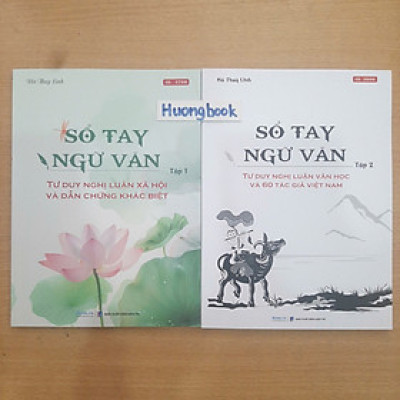 Huongbook
SỔ TAY
NGỮ VĂN
Tập 1
TƯ DUY NGHỊ LUẬN XÃ HỘI
VÀ DẪN CHỨNG KHÁC BIỆT
SỔ TAY
NGỮ VĂN
Tập 2
TƯ DUY NGHỊ LUẬN VĂN HỌC
VÀ 60 TÁC GIẢ VIỆT NAM